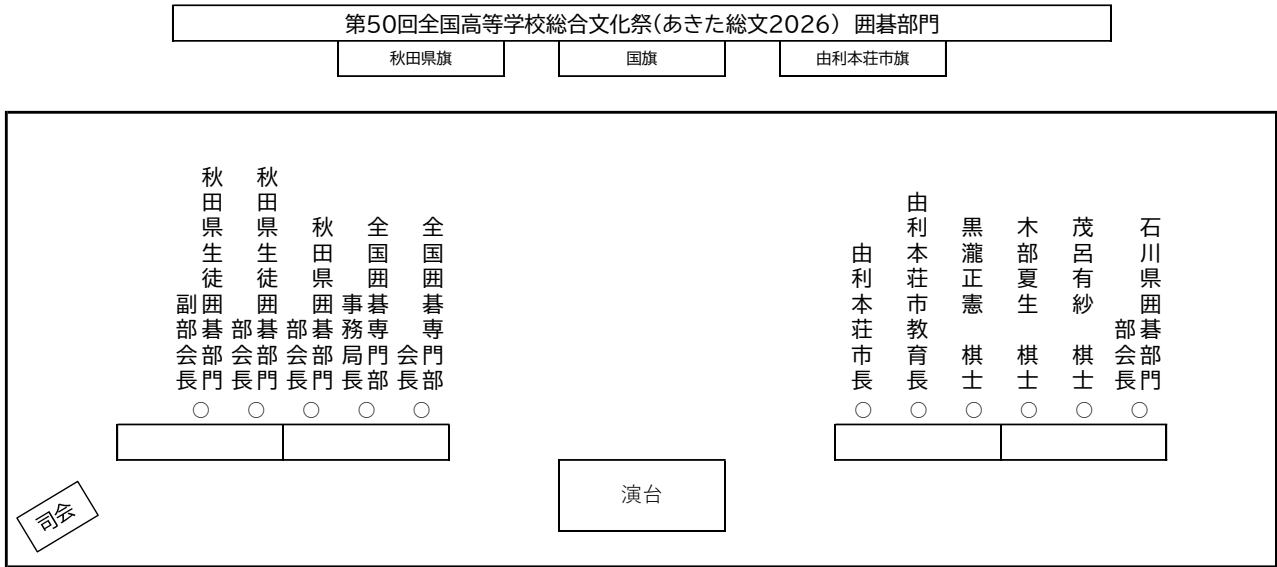 第50回全国高等学校総合文化祭(あきた総文2026) 囲碁部門
秋田県旗
国旗
由利本荘市旗
秋田県生徒囲碁部門
副部会長
秋田県生徒囲碁部門
部会長
秋田県囲碁部門
部会長
全国囲碁専門部
事務局長
全国囲碁専門部
会長
由利本荘市長
由利本荘市教育長
黒瀧正憲 棋士
木部夏生 棋士
茂呂有紗 棋士
石川県囲碁部門
部会長
○ ○ ○ ○ ○
○ ○ ○ ○ ○ ○
演台
司会